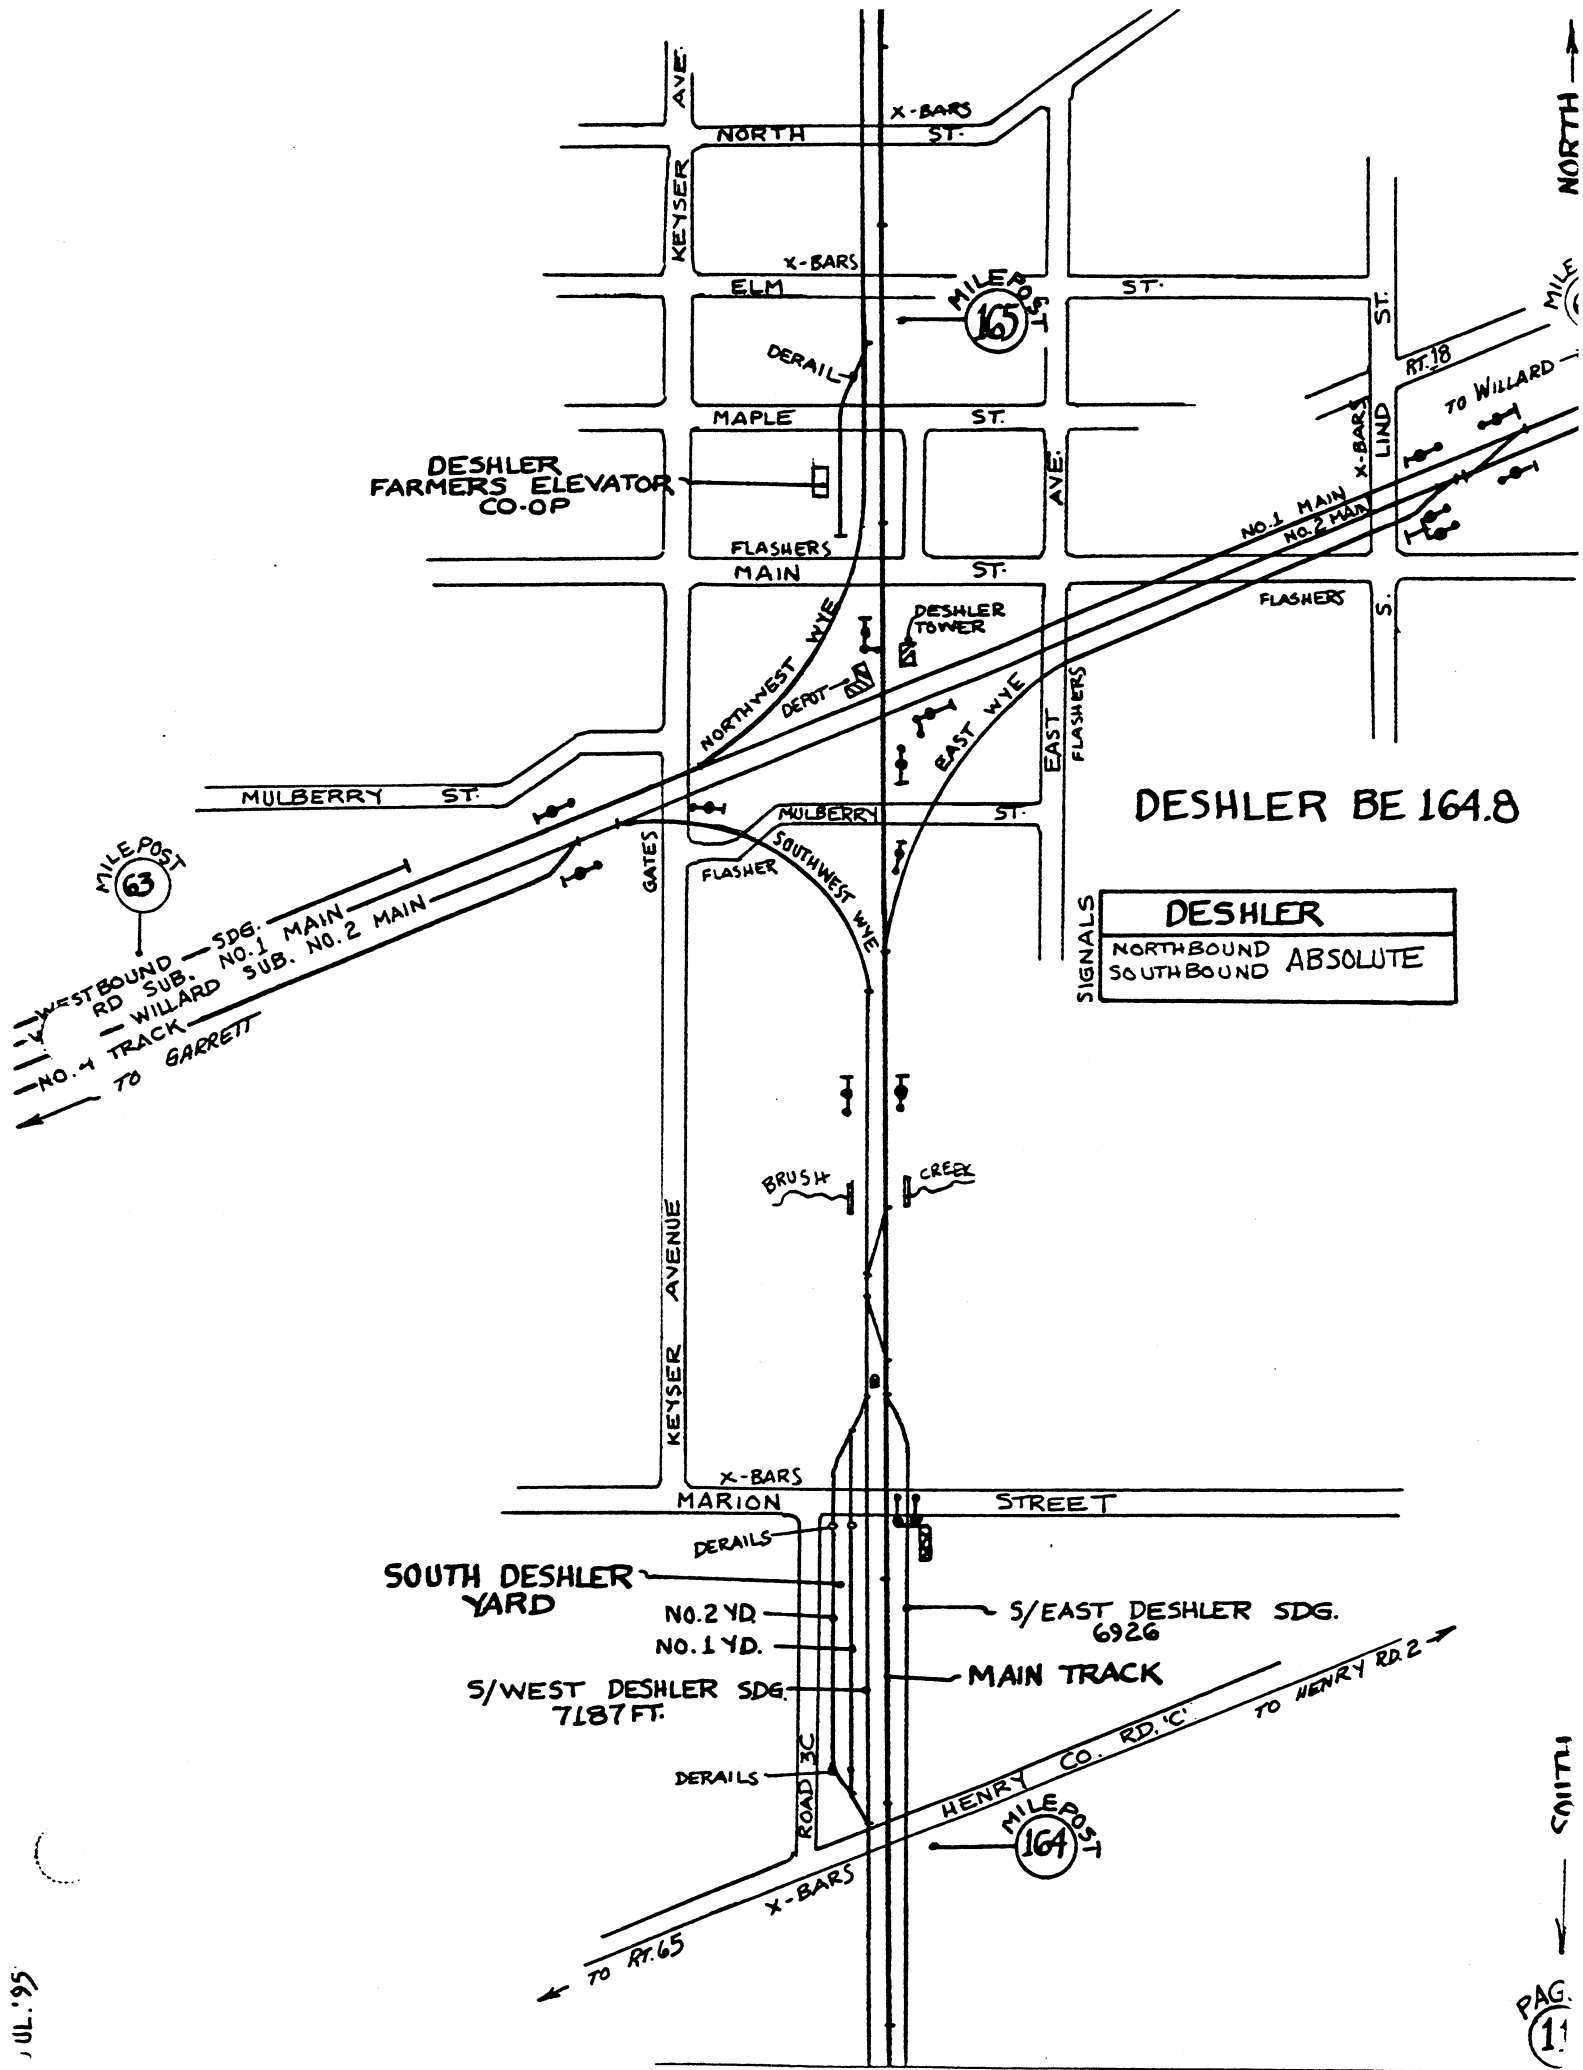 AVE.
X-BARS
NORTH ST.
NORTH
KEYSER
X-BARS
ELM ST.
MILEPOST
165
ST.
DERAIL
RT.18
TO WILLARD
MAPLE ST.
X-BARS
LIND
DESHLER
FARMERS ELEVATOR
CO-OP
AVE.
NO.1 MAIN
NO.2 MAIN
FLASHERS
MAIN ST.
FLASHERS
S.
NORTHWEST WYE
DESHLER
TOWER
DEPOT
EAST WYE
EAST
FLASHERS
MULBERRY ST.
MULBERRY ST.
DESHLER BE 164.8
MILEPOST
63
GATES
FLASHER
SOUTHWEST WYE
WESTBOUND SDG.
RD SUB. NO.1 MAIN
WILLARD SUB. NO.2 MAIN
NO.4 TRACK
TO GARRETT
SIGNALS
DESHLER
NORTHBOUND
SOUTHBOUND ABSOLUTE
BRUSH CREEK
KEYSER AVENUE
X-BARS
MARION STREET
DERAILS
SOUTH DESHLER
YARD
NO.2 YD.
NO.1 YD.
S/EAST DESHLER SDG.
6926
MAIN TRACK
S/WEST DESHLER SDG.
7187 FT.
DERAILS
ROAD 3C
HENRY CO. RD. 'C'
TO HENRY RD.2
MILEPOST
164
X-BARS
TO RT.65
SOUTH
UL.'95
PAG.